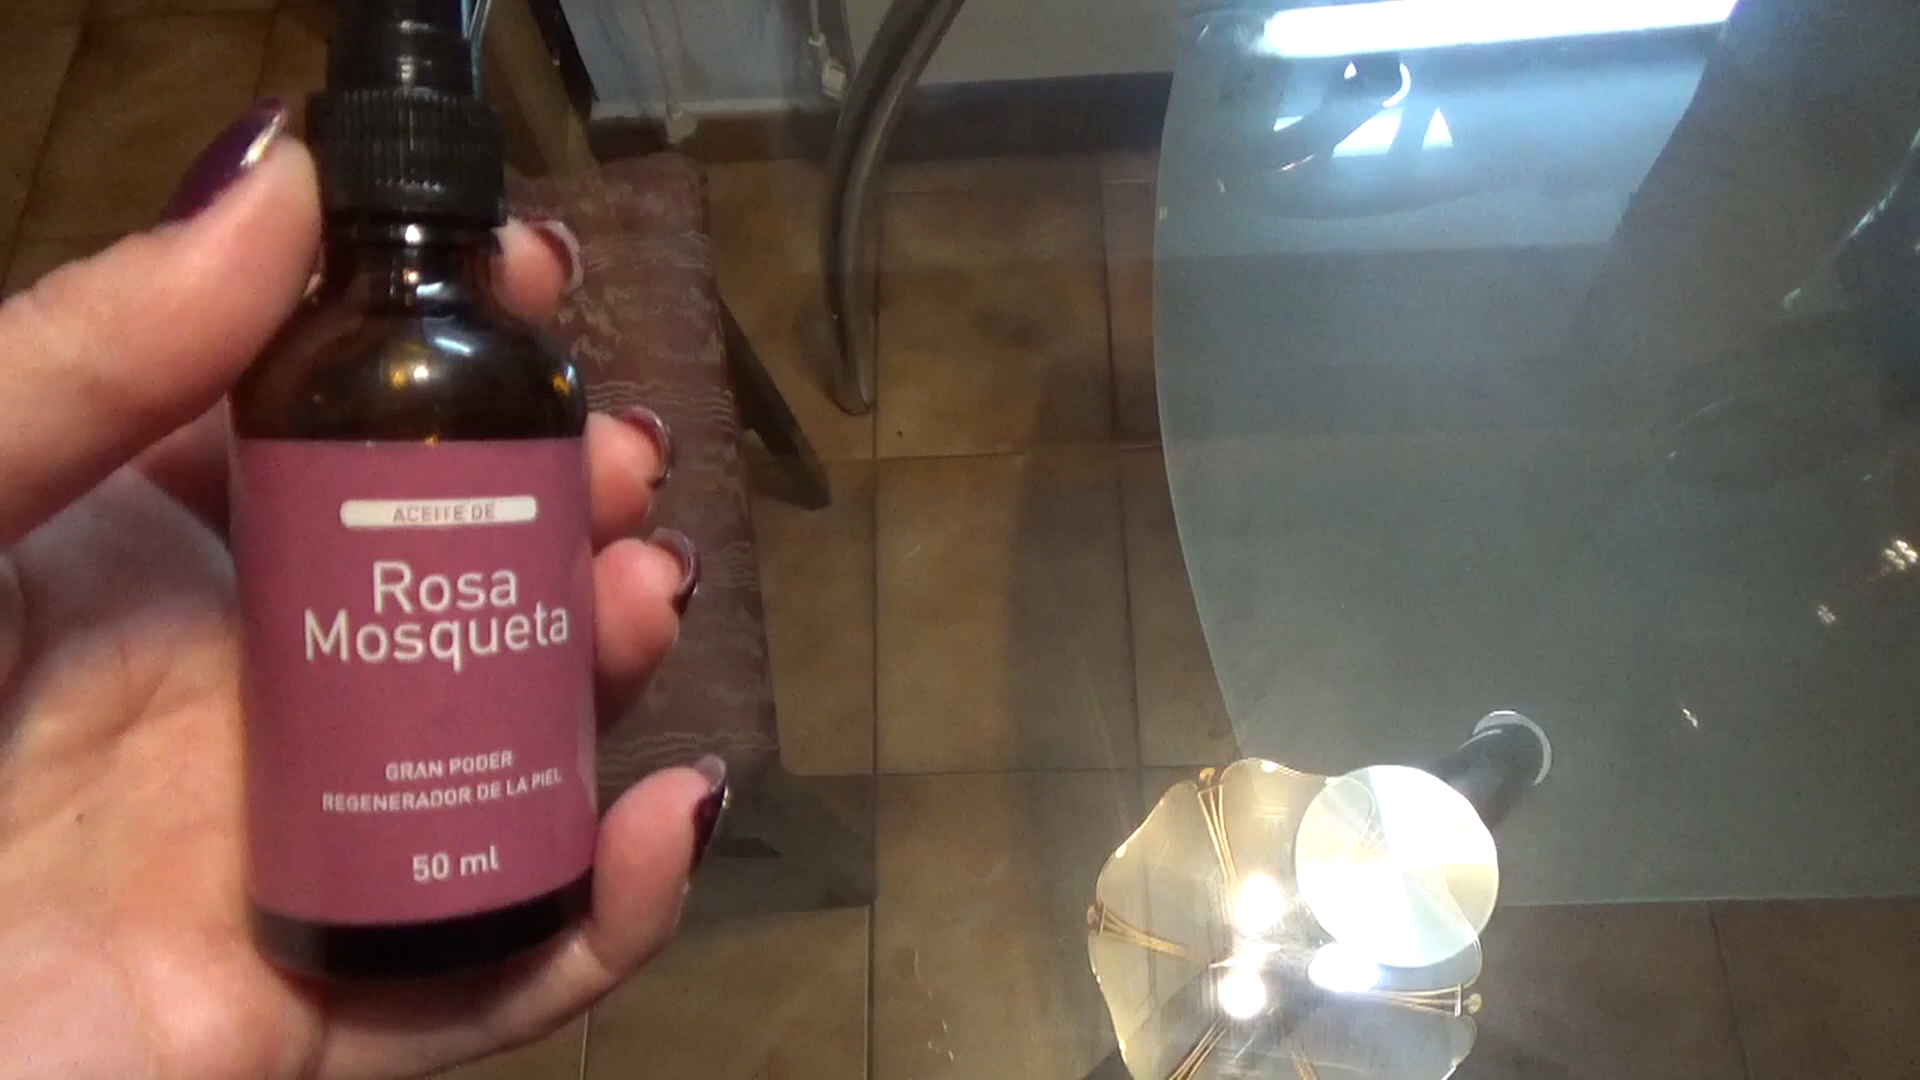 ACEITE DE
Rosa
Mosqueta
GRAN PODER
REGENERADOR DE LA PIEL
50 ml